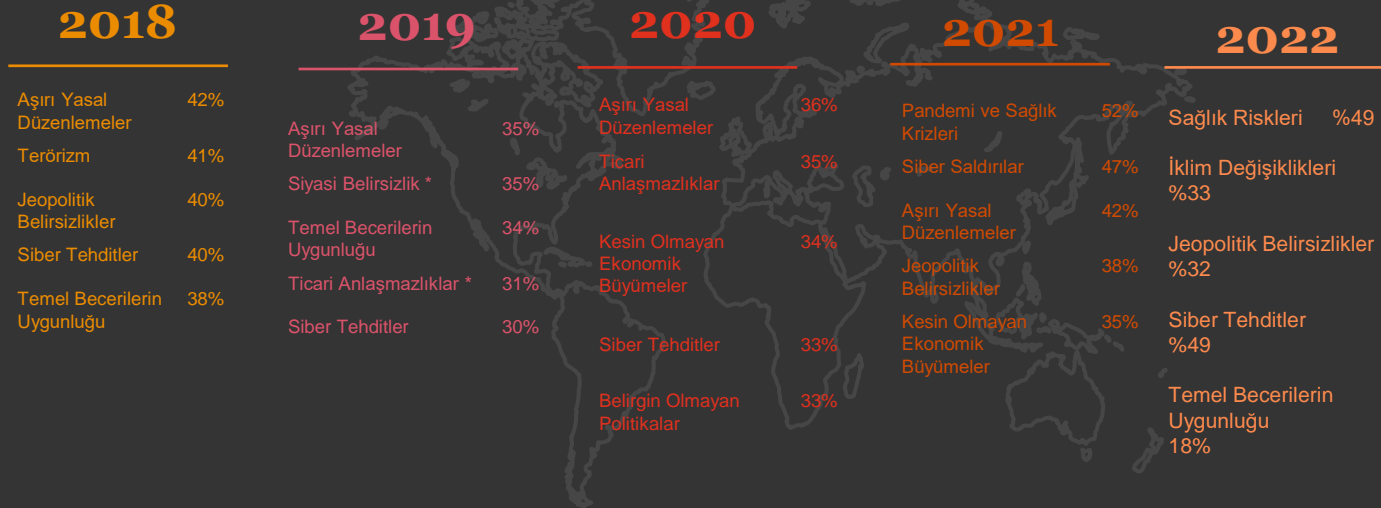 2018
Aşırı Yasal 42%
Düzenlemeler
Terörizm 41%
Jeopolitik 40%
Belirsizlikler
Siber Tehditler 40%
Temel Becerilerin 38%
Uygunluğu
2019
Aşırı Yasal 35%
Düzenlemeler
Siyasi Belirsizlik * 35%
Temel Becerilerin 34%
Uygunluğu
Ticari Anlaşmazlıklar * 31%
Siber Tehditler 30%
2020
Aşırı Yasal 36%
Düzenlemeler
Ticari 35%
Anlaşmazlıklar
Kesin Olmayan 34%
Ekonomik
Büyümeler
Siber Tehditler 33%
Belirgin Olmayan 33%
Politikalar
2021
Pandemi ve Sağlık 52%
Krizleri
Siber Saldırılar 47%
Aşırı Yasal 42%
Düzenlemeler
Jeopolitik 38%
Belirsizlikler
Kesin Olmayan 35%
Ekonomik
Büyümeler
2022
Sağlık Riskleri %49
İklim Değişiklikleri
%33
Jeopolitik Belirsizlikler
%32
Siber Tehditler
%49
Temel Becerilerin
Uygunluğu
18%